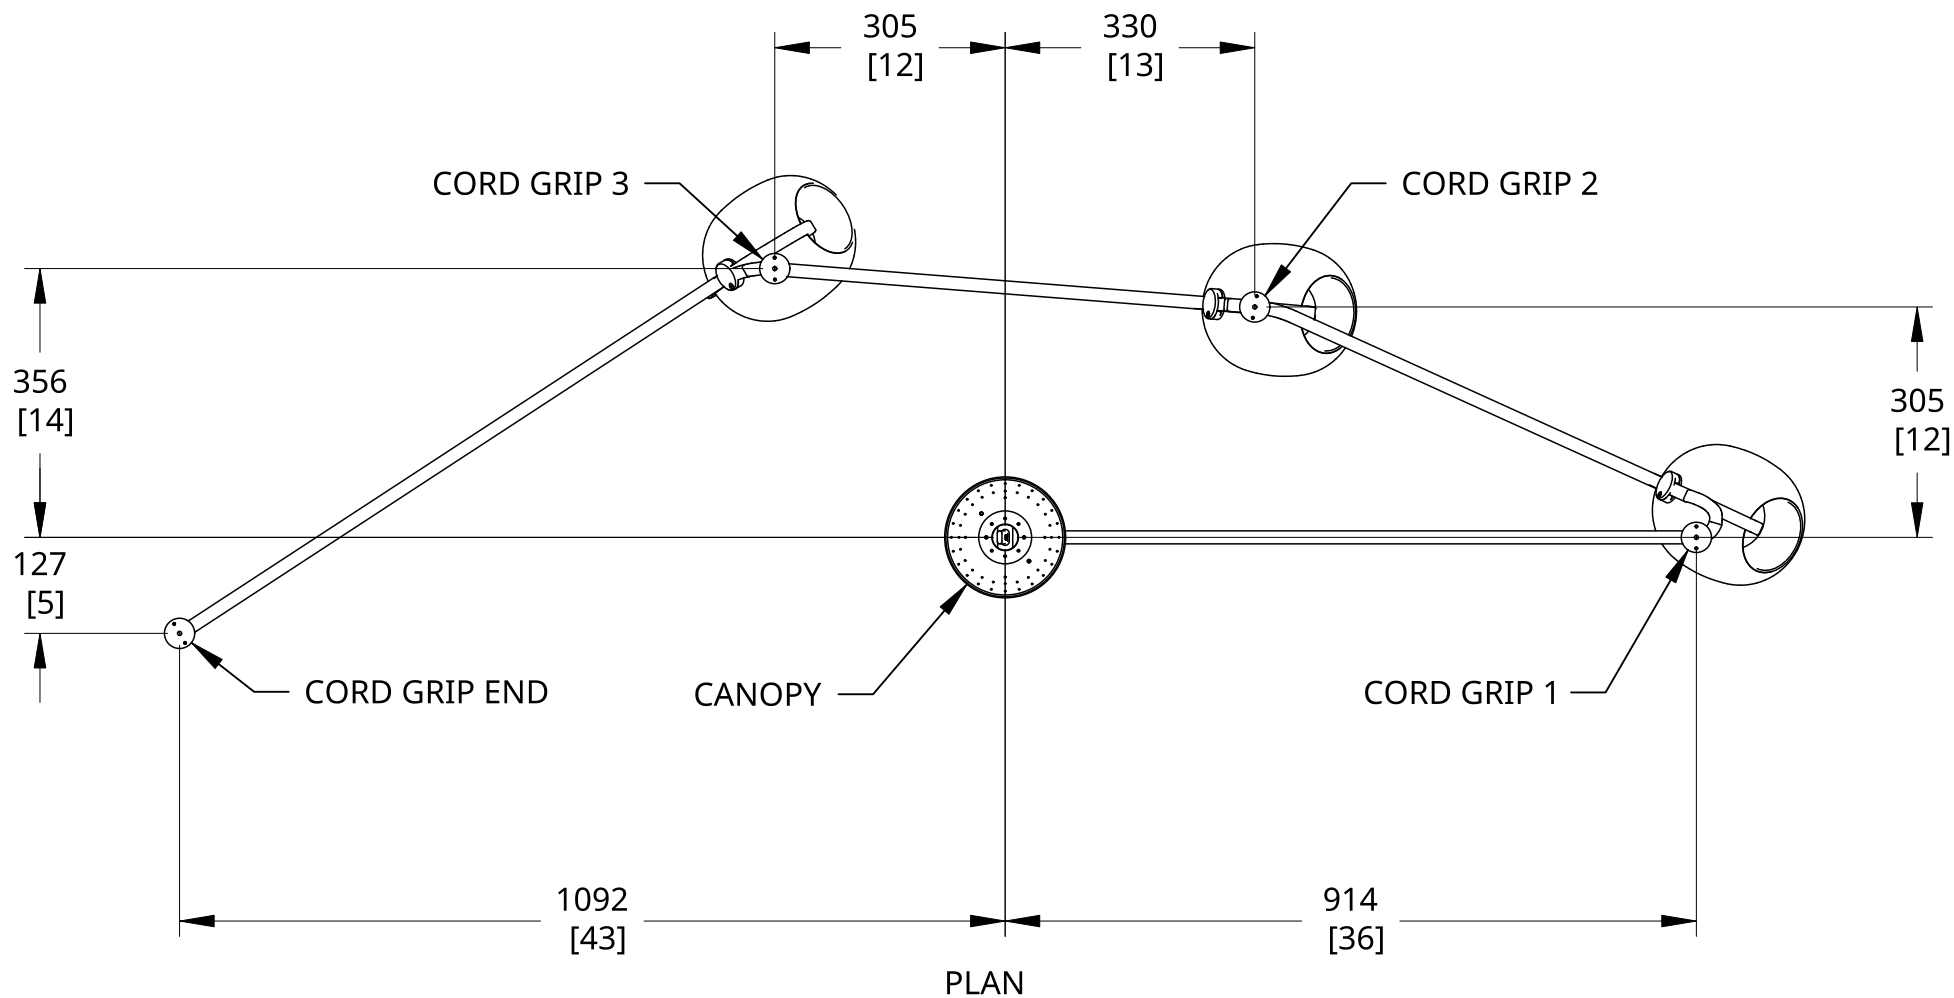 305
[12]
330
[13]
CORD GRIP 3
CORD GRIP 2
356
[14]
305
[12]
127
[5]
CORD GRIP END
CANOPY
CORD GRIP 1
1092
[43]
914
[36]
PLAN